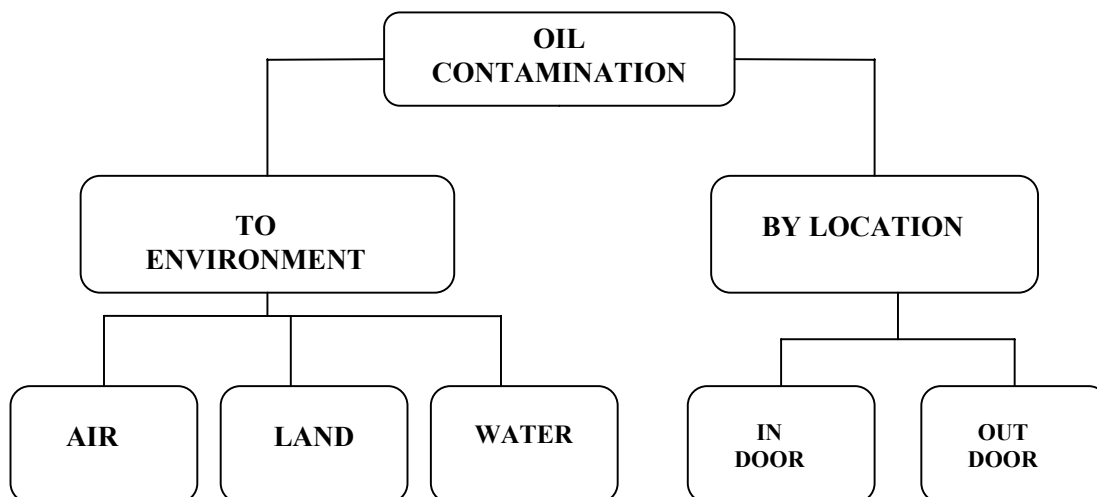 OIL
CONTAMINATION
TO
ENVIRONMENT
BY LOCATION
AIR
LAND
WATER
IN
DOOR
OUT
DOOR